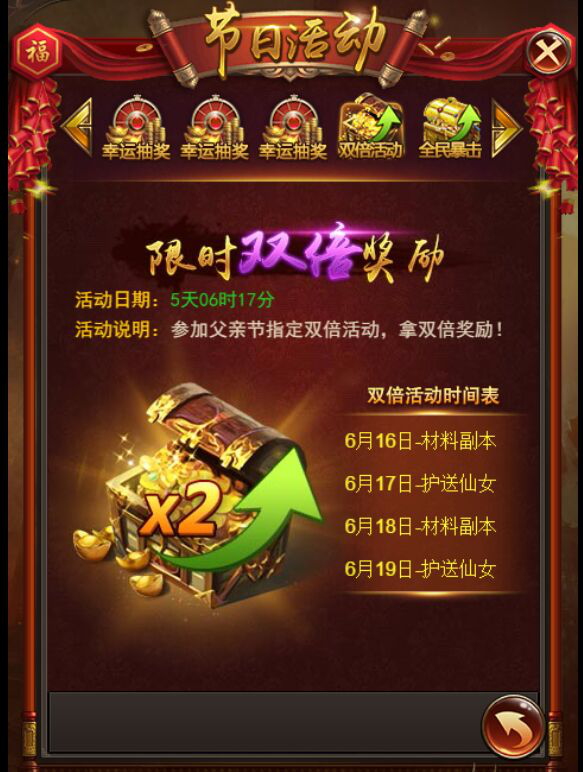 福
节日活动
幸运抽奖 幸运抽奖 幸运抽奖 双倍活动 全民暴击
限时双倍奖励
活动日期：5天06时17分
活动说明：参加父亲节指定双倍活动，拿双倍奖励！
双倍活动时间表
6月16日-材料副本
6月17日-护送仙女
6月18日-材料副本
6月19日-护送仙女
x2